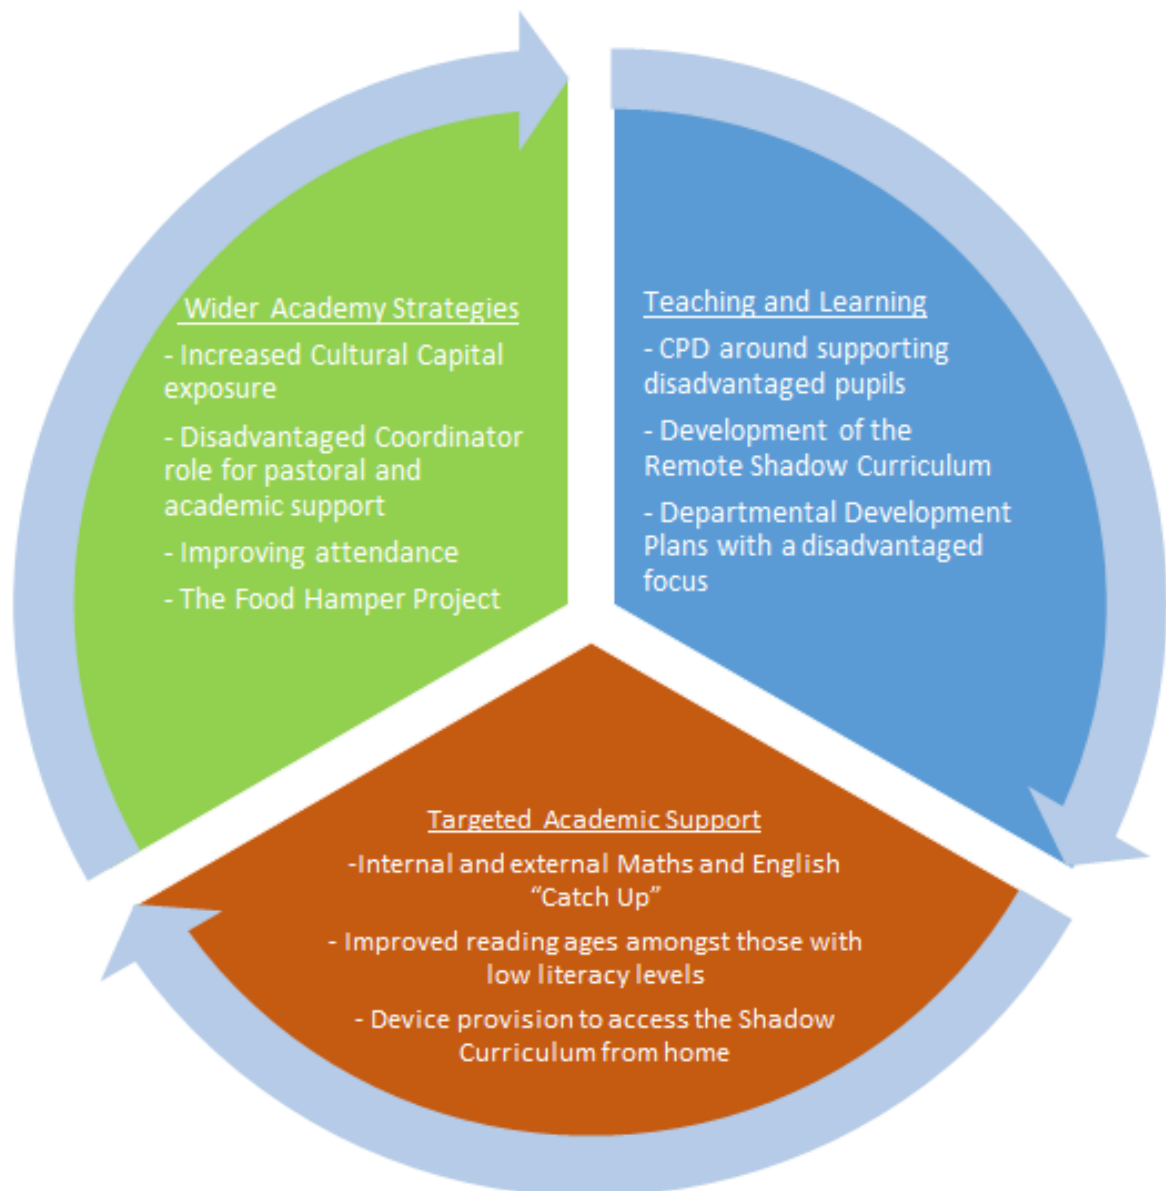 Wider Academy Strategies
- Increased Cultural Capital
exposure
- Disadvantaged Coordinator
role for pastoral and
academic support
- Improving attendance
- The Food Hamper Project
Teaching and Learning
- CPD around supporting
disadvantaged pupils
- Development of the
Remote Shadow Curriculum
- Departmental Development
Plans with a disadvantaged
focus
Targeted Academic Support
-Internal and external Maths and English
“Catch Up”
- Improved reading ages amongst those with
low literacy levels
- Device provision to access the Shadow
Curriculum from home